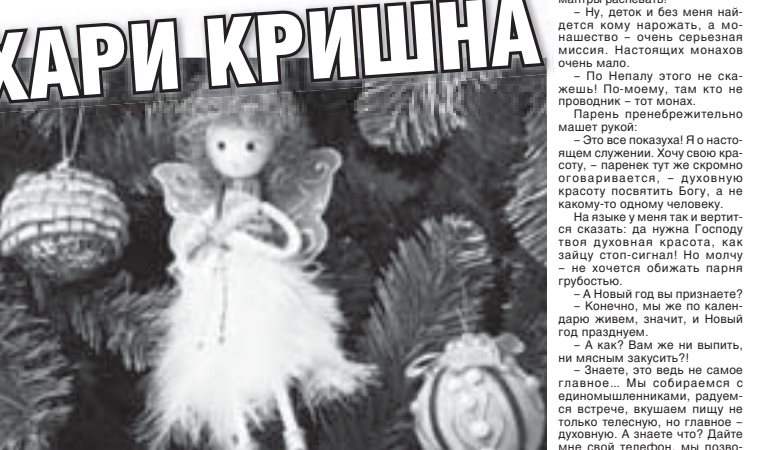 ХАРИ КРИШНА
мантры распевать!
– Ну, деток и без меня най-
дется кому нарожать, а мо-
нашество – очень серьезная
миссия. Настоящих монахов
очень мало.
– По Непалу этого не ска-
жешь! По-моему, там кто не
проводник – тот монах.
Парень пренебрежительно
машет рукой:
– Это все показуха! Я о насто-
ящем служении. Хочу свою кра-
соту, – паренек тут же скромно
оговаривается, – духовную
красоту посвятить Богу, а не
какому-то одному человеку.
На языке у меня так и вертит-
ся сказать: да нужна Господу
твоя духовная красота, как
зайцу стоп-сигнал! Но молчу
– не хочется обижать парня
грубостью.
– А Новый год вы признаете?
– Конечно, мы же по кален-
дарю живем, значит, и Новый
год празднуем.
– А как? Вам же ни выпить,
ни мясным закусить?!
– Знаете, это ведь не самое
главное... Мы собираемся с
единомышленниками, радуем-
ся встрече, вкушаем пищу не
только телесную, но главное –
духовную. А знаете что? Дайте
мне свой телефон, мы позво-